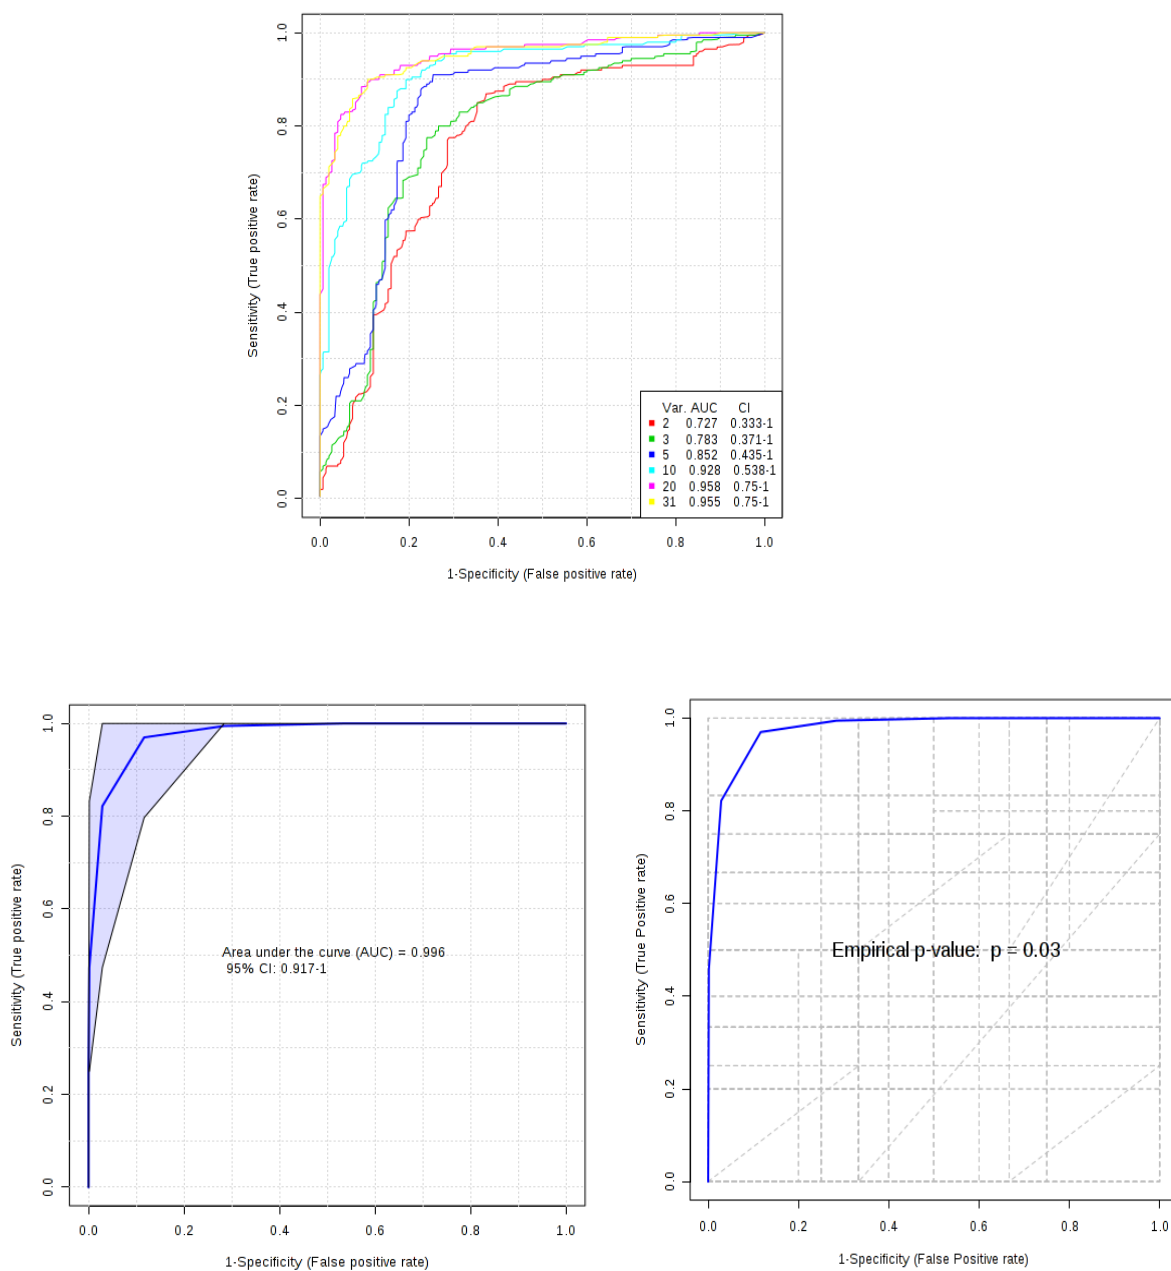 Sensitivity (True positive rate)
1.0
0.8
0.6
0.4
0.2
0.0
Var. AUC CI
2 0.727 0.333-1
3 0.783 0.371-1
5 0.852 0.435-1
10 0.928 0.538-1
20 0.958 0.75-1
31 0.955 0.75-1
0.0 0.2 0.4 0.6 0.8 1.0
1-Specificity (False positive rate)
Sensitivity (True positive rate)
1.0
0.8
0.6
0.4
0.2
0.0
Area under the curve (AUC) = 0.996
95% CI: 0.917-1
0.0 0.2 0.4 0.6 0.8 1.0
1-Specificity (False positive rate)
Sensitivity (True Positive rate)
1.0
0.8
0.6
0.4
0.2
0.0
Empirical p-value: p = 0.03
0.0 0.2 0.4 0.6 0.8 1.0
1-Specificity (False Positive rate)